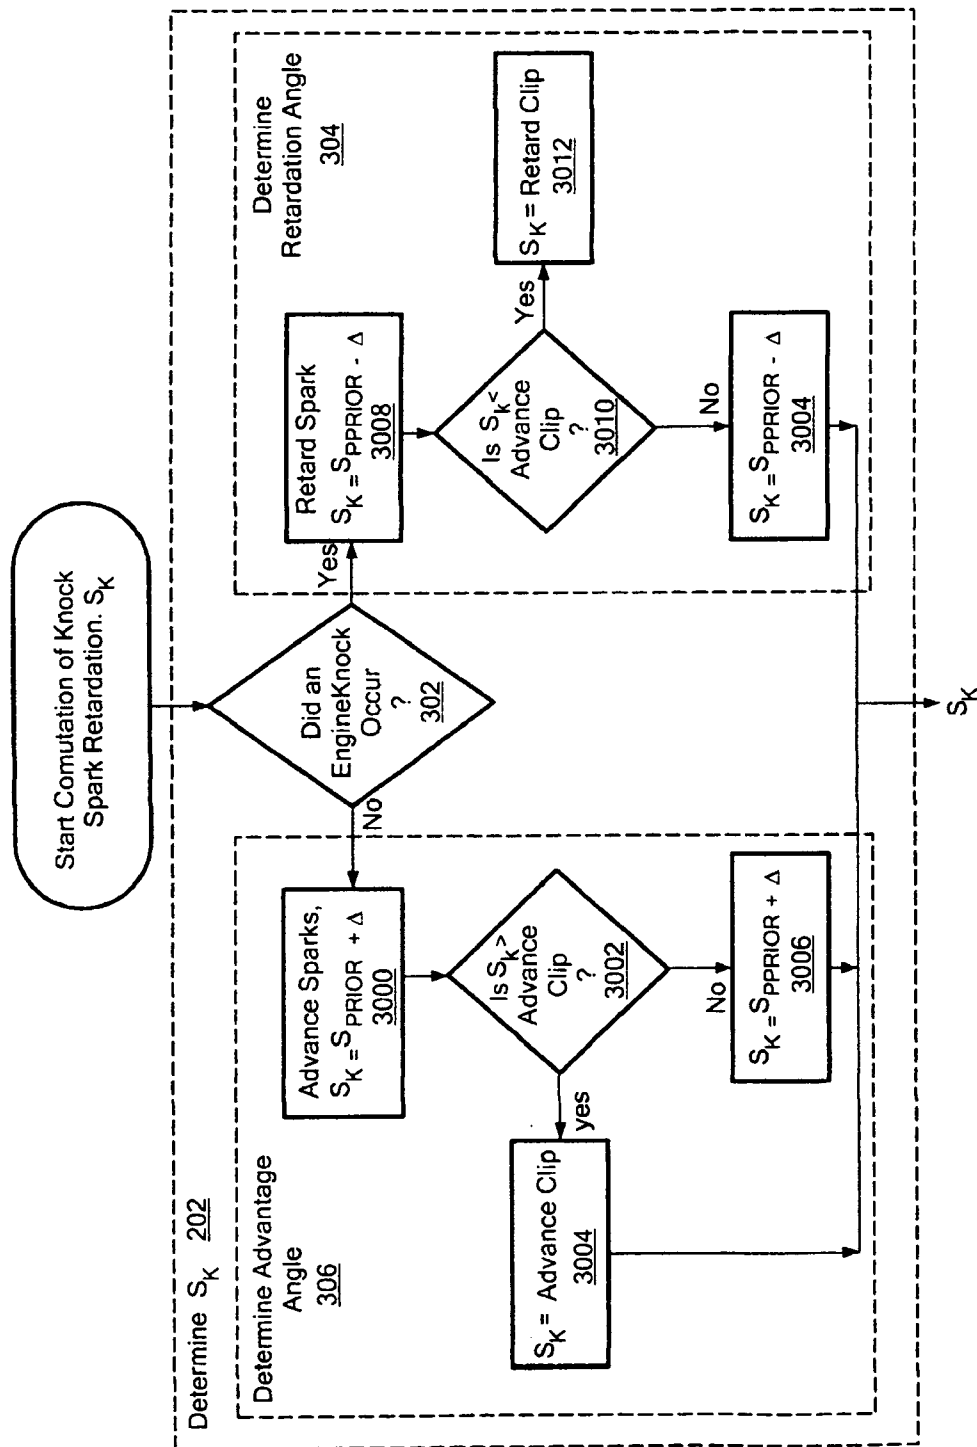 Start Comutation of Knock
Spark Retardation. SK
Determine SK 202
Determine Advantage
Angle
306
Advance Sparks,
SK = SPRIOR + Δ
3000
Is Sk >
Advance
Clip
?
3002
yes
SK = Advance Clip
3004
No
SK = SPPRIOR + Δ
3006
Did an
EngineKnock
Occur
?
302
No
Yes
Determine
Retardation Angle
304
Retard Spark
SK = SPPRIOR - Δ
3008
Is Sk <
Advance
Clip
?
3010
Yes
SK = Retard Clip
3012
No
SK = SPPRIOR - Δ
3004
SK